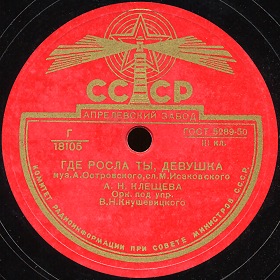 СССР
АПРЕЛЕВСКИЙ ЗАВОД
Г
18105
ГОСТ 5289-50
III кл.
ГДЕ РОСЛА ТЫ, ДЕВУШКА
муз. А. Островского, сл. М. Исаковского
А. Н. КЛЕЩЕВА
Орк. под упр.
В. Н. Кнушевицкого
КОМИТЕТ РАДИОИНФОРМАЦИИ ПРИ СОВЕТЕ МИНИСТРОВ СССР.